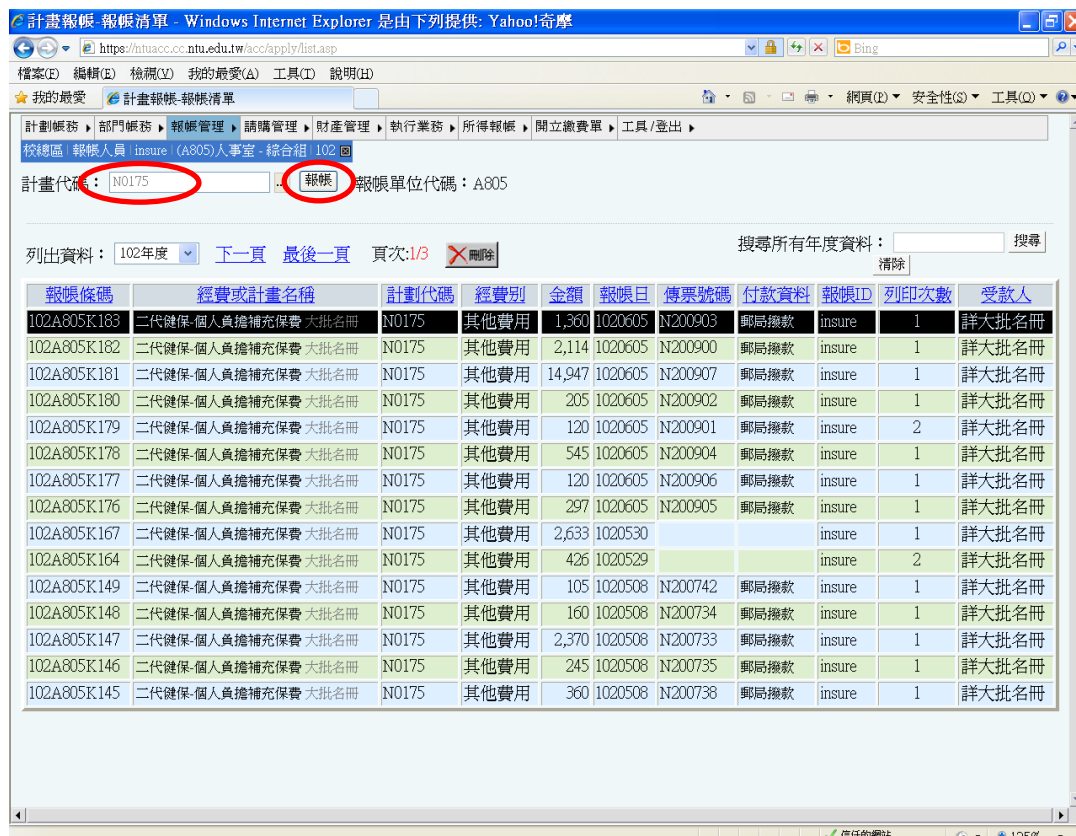 計畫報帳-報帳清單 - Windows Internet Explorer 是由下列提供: Yahoo!奇摩
https://ntuacc.cc.ntu.edu.tw/acc/apply/list.asp Bing
檔案(F) 編輯(E) 檢視(V) 我的最愛(A) 工具(T) 說明(H)
我的最愛 計畫報帳-報帳清單 網頁(P) 安全性(S) 工具(O)
計劃帳務 部門帳務 報帳管理 請購管理 財產管理 執行業務 所得報帳 開立繳費單 工具/登出
校總區 | 報帳人員 | insure | (A805)人事室 - 綜合組 | 102
計畫代碼： N0175 .. 報帳 報帳單位代碼：A805
列出資料： 102年度 下一頁 最後一頁 頁次:1/3 刪除 搜尋所有年度資料： 搜尋
清除
報帳條碼 經費或計畫名稱 計劃代碼 經費別 金額 報帳日 傳票號碼 付款資料 報帳ID 列印次數 受款人
102A805K183 二代健保-個人負擔補充保費 大批名冊 N0175 其他費用 1,360 1020605 N200903 郵局撥款 insure 1 詳大批名冊
102A805K182 二代健保-個人負擔補充保費 大批名冊 N0175 其他費用 2,114 1020605 N200900 郵局撥款 insure 1 詳大批名冊
102A805K181 二代健保-個人負擔補充保費 大批名冊 N0175 其他費用 14,947 1020605 N200907 郵局撥款 insure 1 詳大批名冊
102A805K180 二代健保-個人負擔補充保費 大批名冊 N0175 其他費用 205 1020605 N200902 郵局撥款 insure 1 詳大批名冊
102A805K179 二代健保-個人負擔補充保費 大批名冊 N0175 其他費用 120 1020605 N200901 郵局撥款 insure 2 詳大批名冊
102A805K178 二代健保-個人負擔補充保費 大批名冊 N0175 其他費用 545 1020605 N200904 郵局撥款 insure 1 詳大批名冊
102A805K177 二代健保-個人負擔補充保費 大批名冊 N0175 其他費用 120 1020605 N200906 郵局撥款 insure 1 詳大批名冊
102A805K176 二代健保-個人負擔補充保費 大批名冊 N0175 其他費用 297 1020605 N200905 郵局撥款 insure 1 詳大批名冊
102A805K167 二代健保-個人負擔補充保費 大批名冊 N0175 其他費用 2,633 1020530 insure 1 詳大批名冊
102A805K164 二代健保-個人負擔補充保費 大批名冊 N0175 其他費用 426 1020529 insure 2 詳大批名冊
102A805K149 二代健保-個人負擔補充保費 大批名冊 N0175 其他費用 105 1020508 N200742 郵局撥款 insure 1 詳大批名冊
102A805K148 二代健保-個人負擔補充保費 大批名冊 N0175 其他費用 160 1020508 N200734 郵局撥款 insure 1 詳大批名冊
102A805K147 二代健保-個人負擔補充保費 大批名冊 N0175 其他費用 2,370 1020508 N200733 郵局撥款 insure 1 詳大批名冊
102A805K146 二代健保-個人負擔補充保費 大批名冊 N0175 其他費用 245 1020508 N200735 郵局撥款 insure 1 詳大批名冊
102A805K145 二代健保-個人負擔補充保費 大批名冊 N0175 其他費用 360 1020508 N200738 郵局撥款 insure 1 詳大批名冊